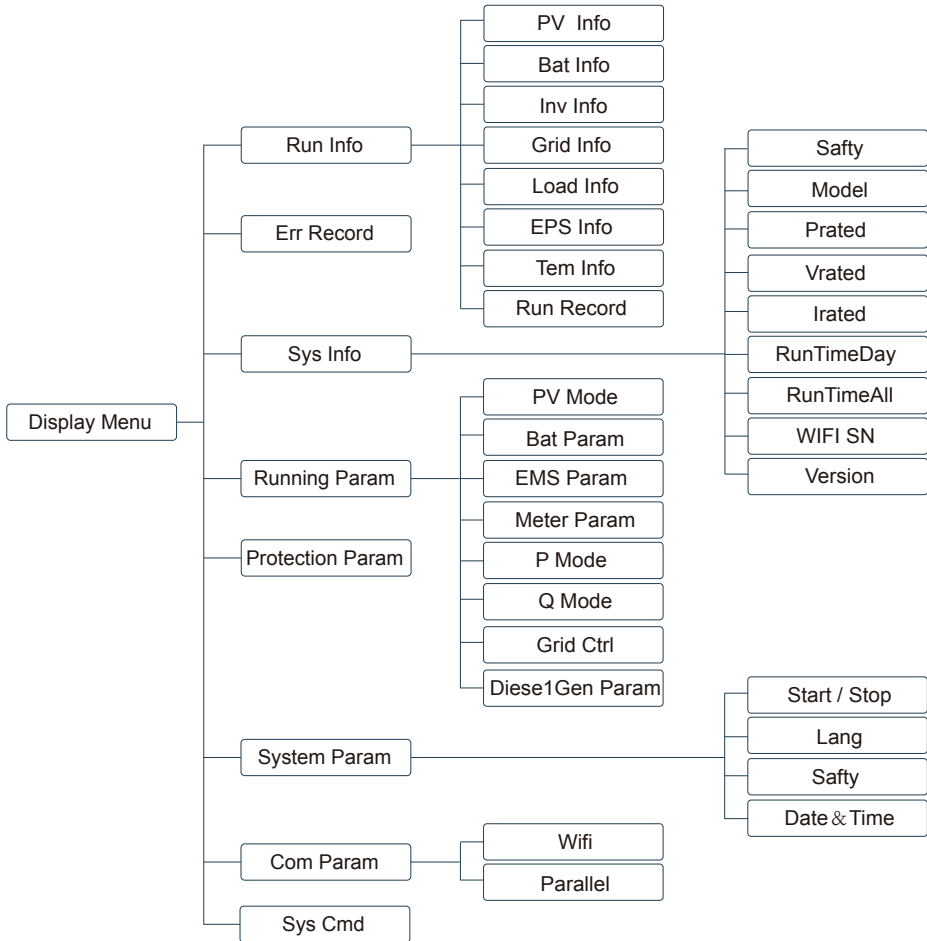 Display Menu
Run Info
PV Info
Bat Info
Inv Info
Grid Info
Load Info
EPS Info
Tem Info
Run Record
Err Record
Sys Info
Safty
Model
Prated
Vrated
Irated
RunTimeDay
RunTimeAll
WIFI SN
Version
Running Param
PV Mode
Bat Param
EMS Param
Meter Param
P Mode
Q Mode
Grid Ctrl
Diese1Gen Param
Protection Param
System Param
Start / Stop
Lang
Safty
Date&Time
Com Param
Wifi
Parallel
Sys Cmd